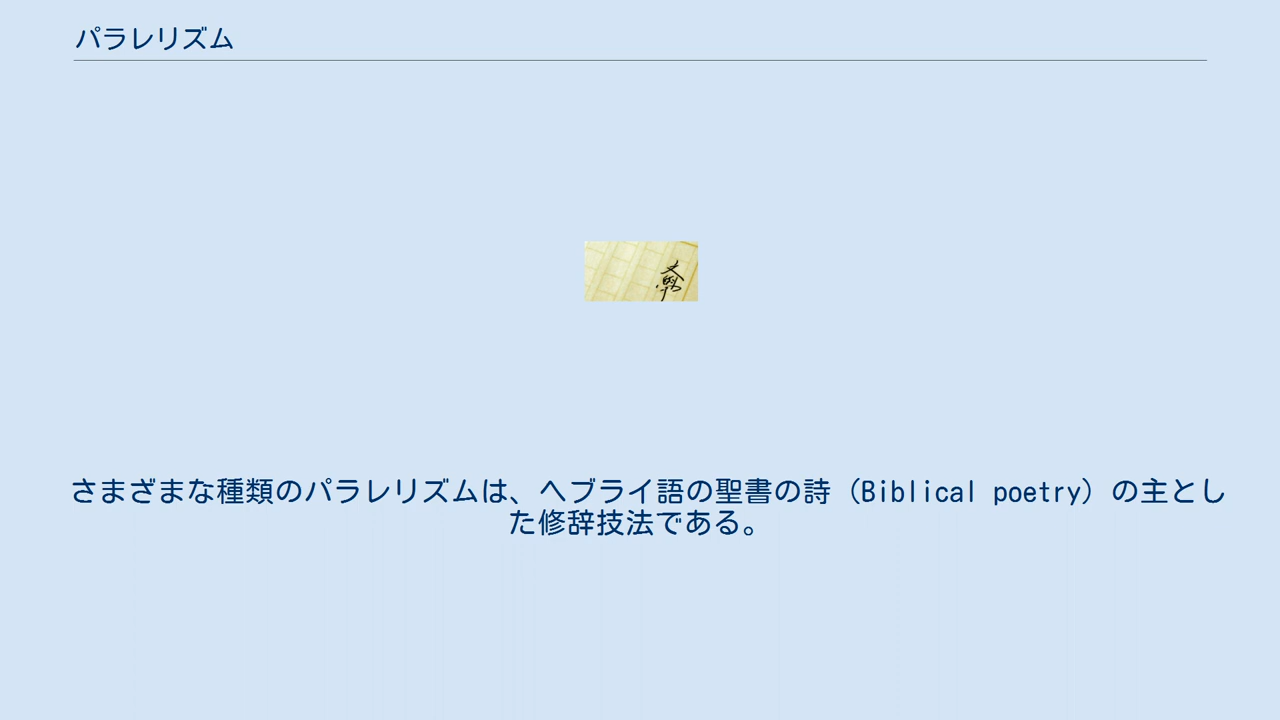 パラレリズム
さまざまな種類のパラレリズムは、ヘブライ語の聖書の詩（Biblical poetry）の主とし
た修辞技法である。